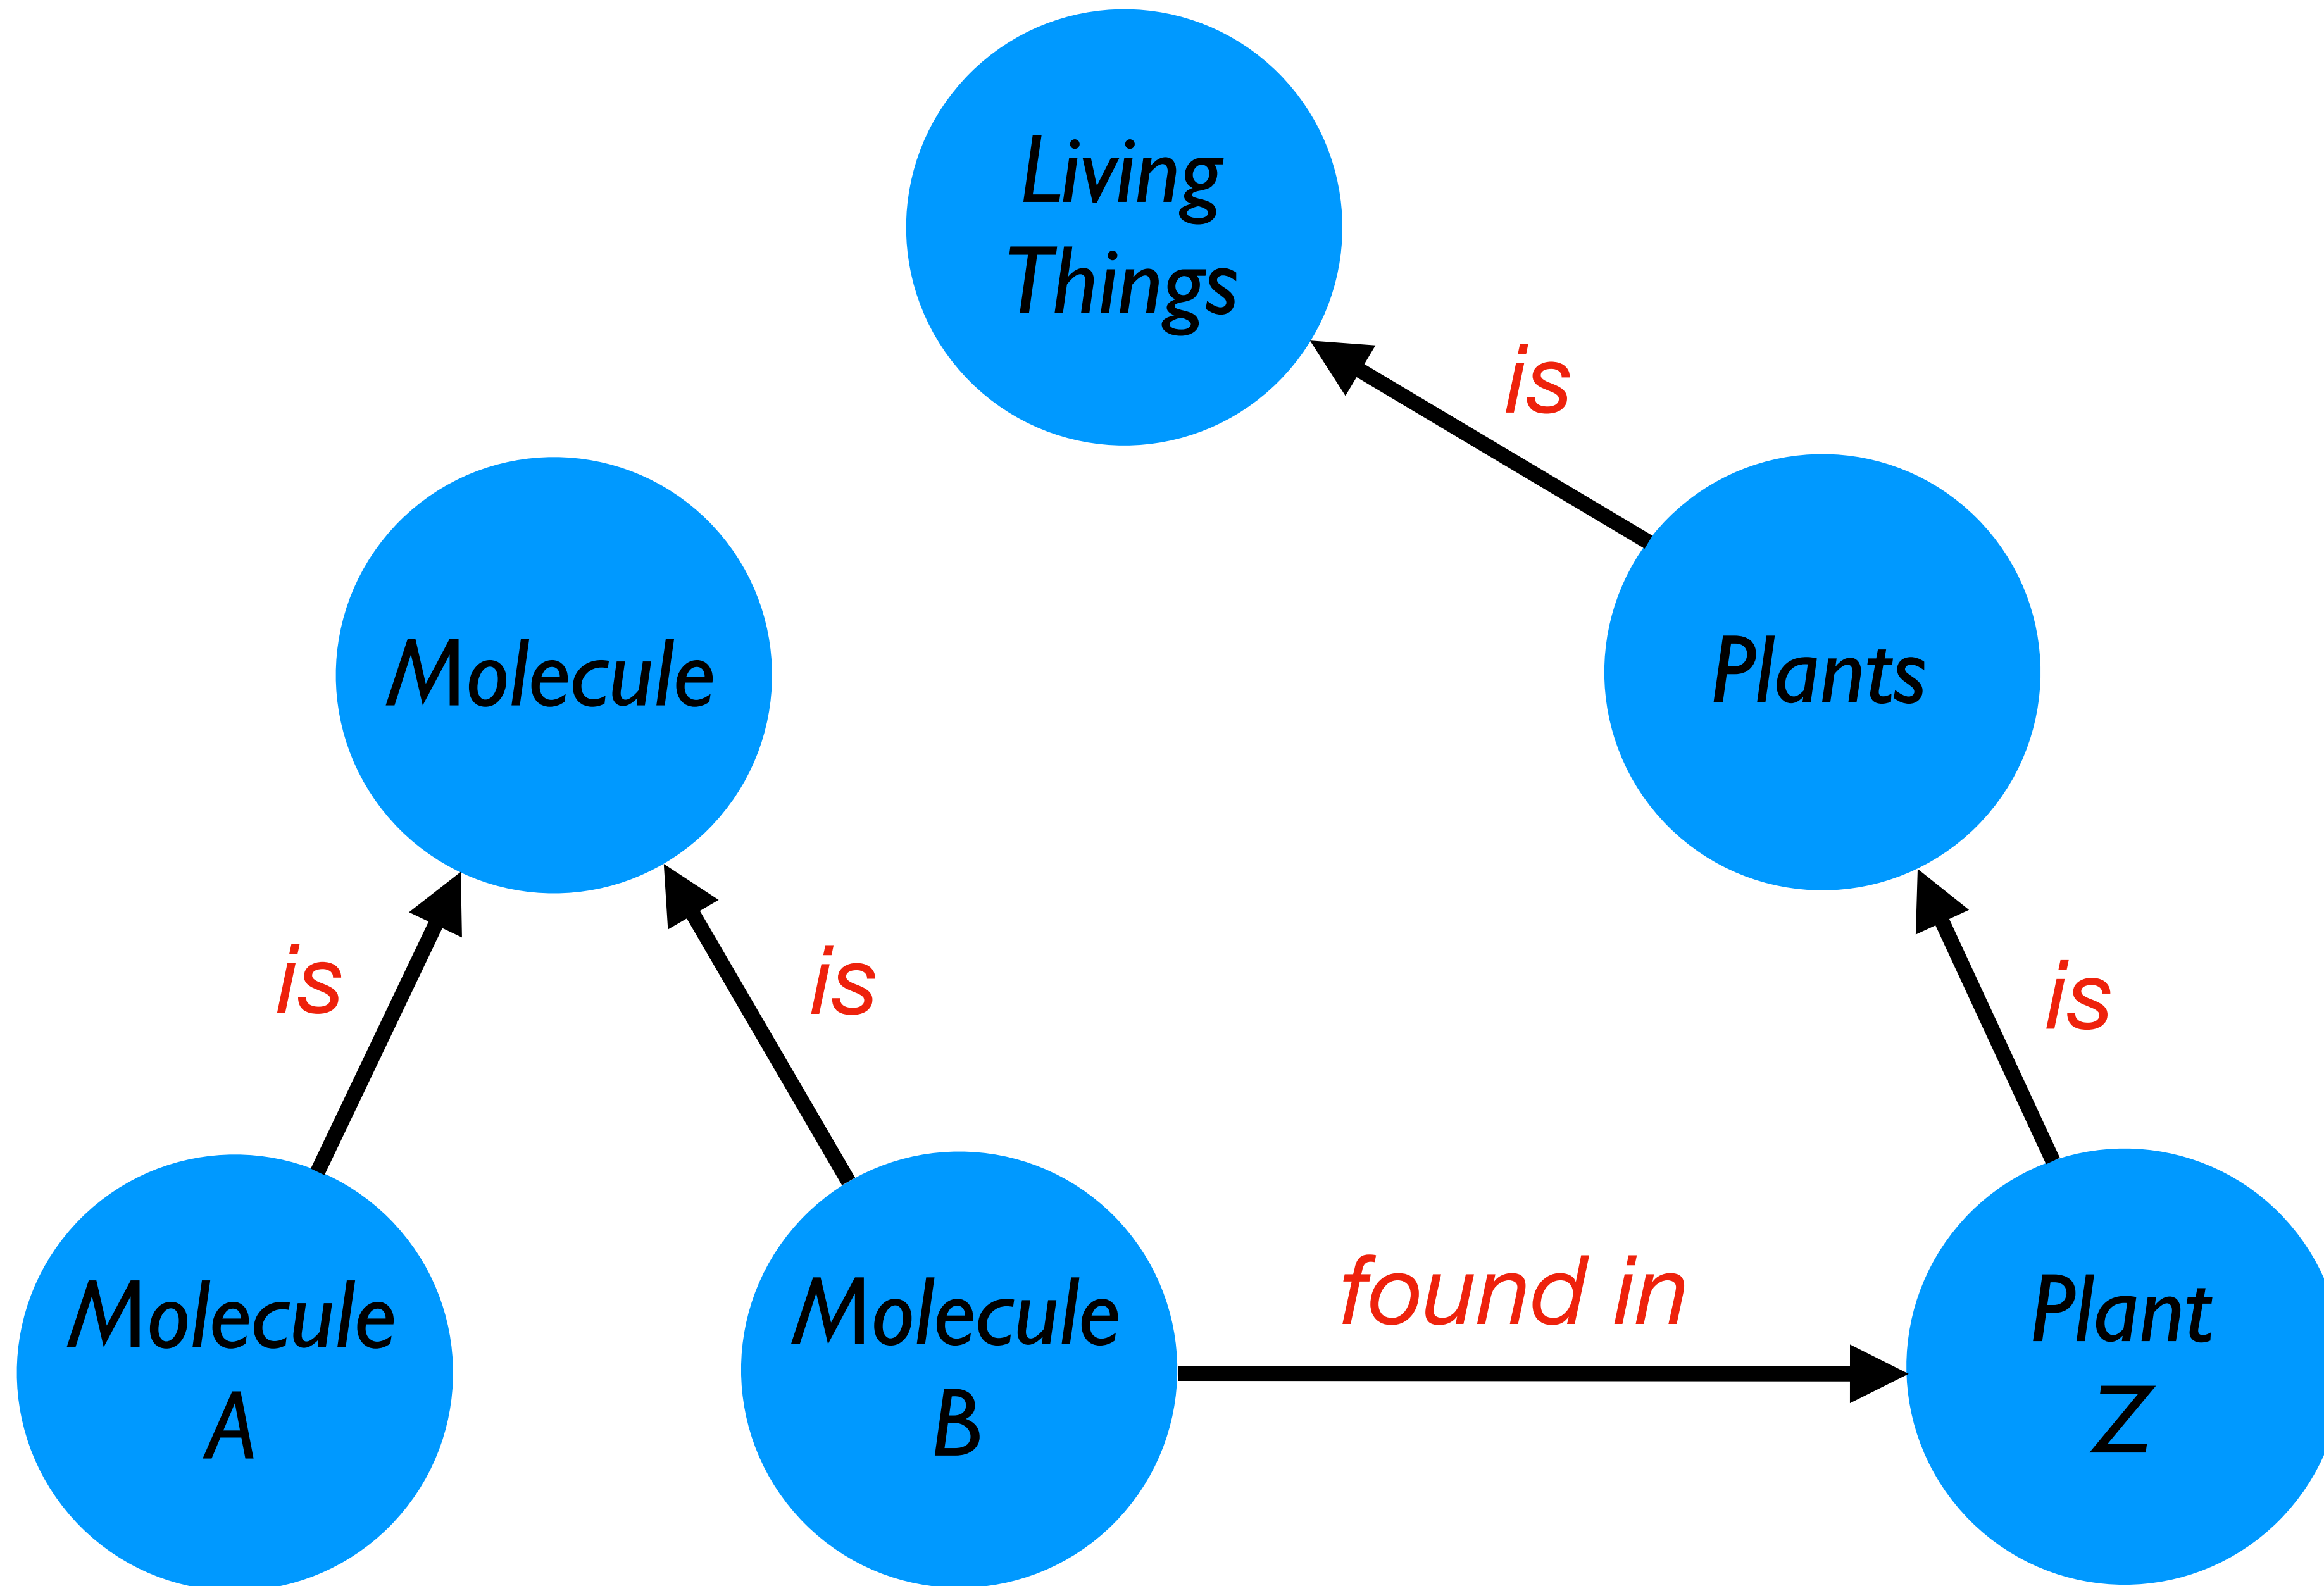 Living
Things
is
Molecule
Plants
is
is
is
Molecule
A
Molecule
B
found in
Plant
Z